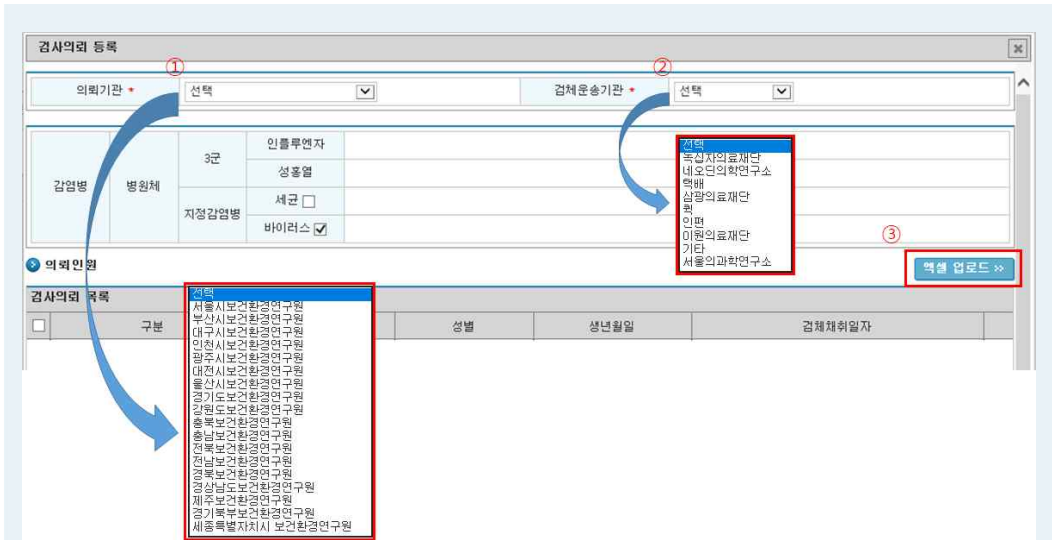 검사의뢰 등록
①
②
의뢰기관 *
선택
검체운송기관 *
선택
감염병
병원체
3군
인플루엔자
성홍열
지정감염병
세균
바이러스
선택
녹십자의료재단
네오딘의학연구소
택배
삼광의료재단
퀵
인편
이원의료재단
기타
서울의과학연구소
③
의뢰인원
엑셀 업로드 >>
검사의뢰 목록
구분
성별
생년월일
검체채취일자
선택
서울시보건환경연구원
부산시보건환경연구원
대구시보건환경연구원
인천시보건환경연구원
광주시보건환경연구원
대전시보건환경연구원
울산시보건환경연구원
경기도보건환경연구원
강원도보건환경연구원
충북보건환경연구원
충남보건환경연구원
전북보건환경연구원
전남보건환경연구원
경북보건환경연구원
경상남도보건환경연구원
제주보건환경연구원
경기북부보건환경연구원
세종특별자치시 보건환경연구원